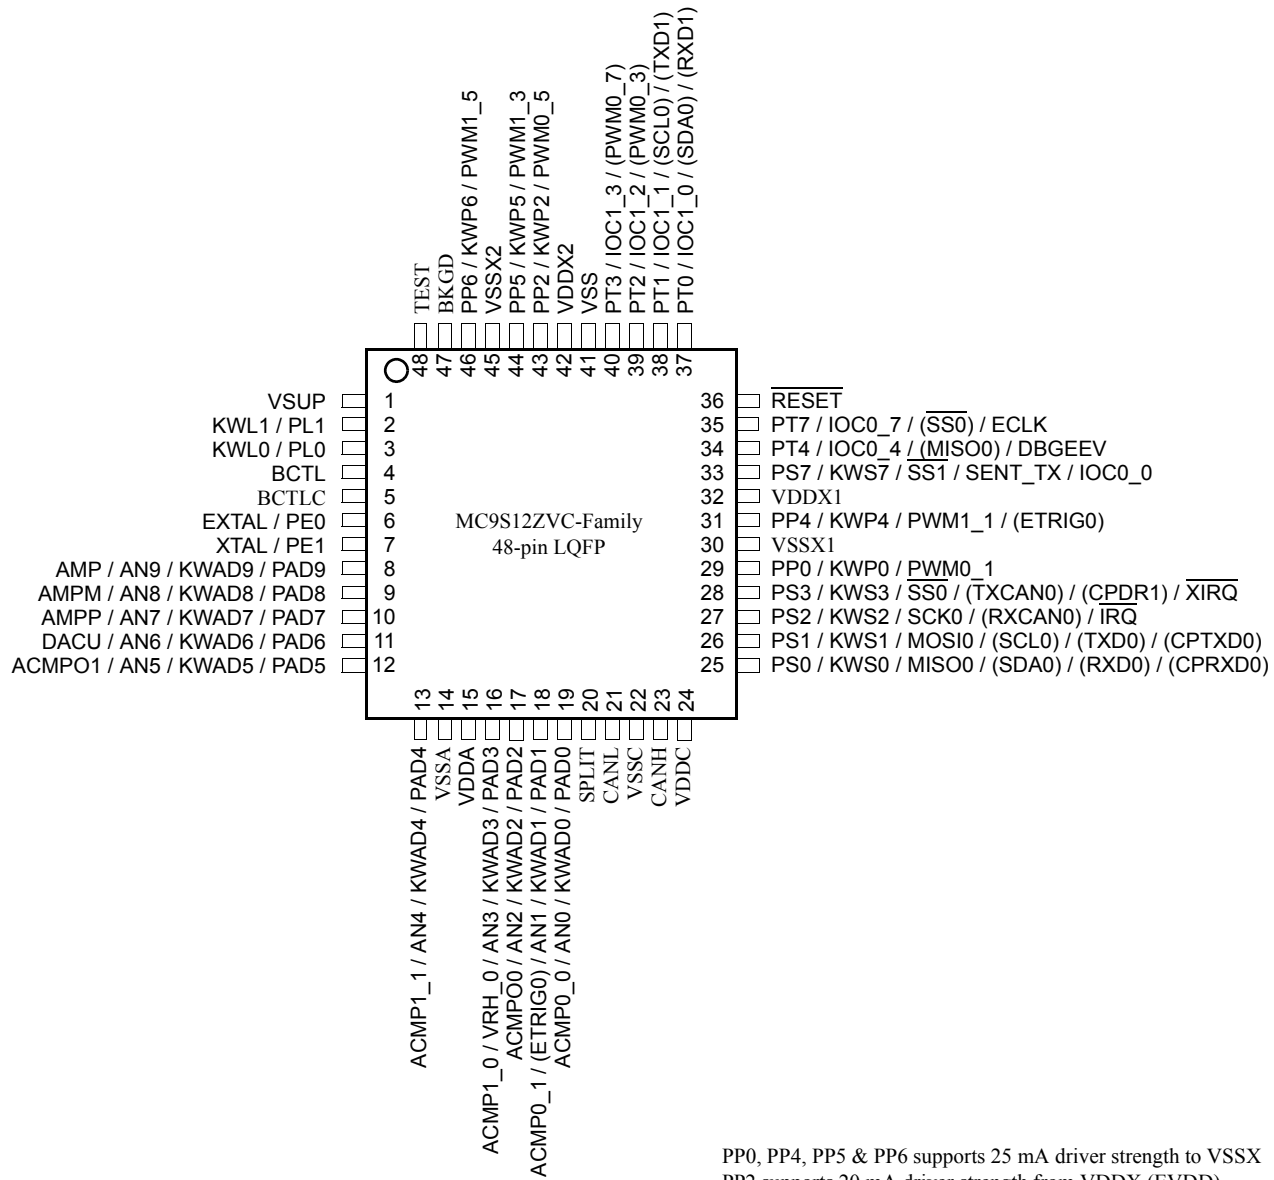 TEST
BKGD
PP6 / KWP6 / PWM1_5
VSSX2
PP5 / KWP5 / PWM1_3
PP2 / KWP2 / PWM0_5
VDDX2
VSS
PT3 / IOC1_3 / (PWM0_7)
PT2 / IOC1_2 / (PWM0_3)
PT1 / IOC1_1 / (SCL0) / (TXD1)
PT0 / IOC1_0 / (SDA0) / (RXD1)
48 47 46 45 44 43 42 41 40 39 38 37
VSUP 1
KWL1 / PL1 2
KWL0 / PL0 3
BCTL 4
BCTLC 5
EXTAL / PE0 6
XTAL / PE1 7
AMP / AN9 / KWAD9 / PAD9 8
AMPM / AN8 / KWAD8 / PAD8 9
AMPP / AN7 / KWAD7 / PAD7 10
DACU / AN6 / KWAD6 / PAD6 11
ACMPO1 / AN5 / KWAD5 / PAD5 12
MC9S12ZVC-Family
48-pin LQFP
36 RESET
35 PT7 / IOC0_7 / (SS0) / ECLK
34 PT4 / IOC0_4 / (MISO0) / DBGEEV
33 PS7 / KWS7 / SS1 / SENT_TX / IOC0_0
32 VDDX1
31 PP4 / KWP4 / PWM1_1 / (ETRIG0)
30 VSSX1
29 PP0 / KWP0 / PWM0_1
28 PS3 / KWS3 / SS0 / (TXCAN0) / (CPDR1) / XIRQ
27 PS2 / KWS2 / SCK0 / (RXCAN0) / IRQ
26 PS1 / KWS1 / MOSI0 / (SCL0) / (TXD0) / (CPTXD0)
25 PS0 / KWS0 / MISO0 / (SDA0) / (RXD0) / (CPRXD0)
13 14 15 16 17 18 19 20 21 22 23 24
ACMP1_1 / AN4 / KWAD4 / PAD4
VSSA
VDDA
ACMP1_0 / VRH_0 / AN3 / KWAD3 / PAD3
ACMPO0 / AN2 / KWAD2 / PAD2
ACMP0_1 / (ETRIG0) / AN1 / KWAD1 / PAD1
ACMP0_0 / AN0 / KWAD0 / PAD0
SPLIT
CANL
VSSC
CANH
VDDC
PP0, PP4, PP5 & PP6 supports 25 mA driver strength to VSSX
PP2 supports 20 mA driver strength from VDDX (EVDD)